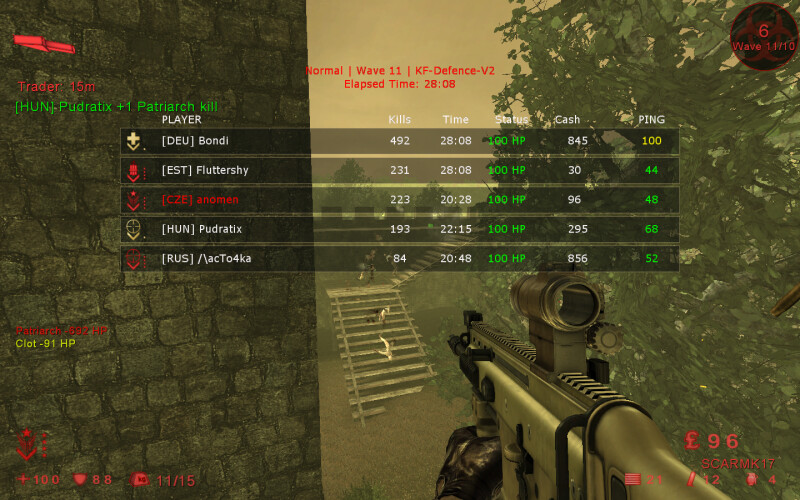 6
Wave 11/10
Normal | Wave 11 | KF-Defence-V2
Elapsed Time: 28:08
Trader: 15m
[HUN] Pudratix +1 Patriarch kill
PLAYER Kills Time Status Cash PING
[DEU] Bondi 492 28:08 100 HP 845 100
[EST] Fluttershy 231 28:08 100 HP 30 44
[CZE] anomen 223 20:28 100 HP 96 48
[HUN] Pudratix 193 22:15 100 HP 295 68
[RUS] /\acTo4ka 84 20:48 100 HP 856 52
Patriarch -592 HP
Clot -91 HP
£ 96
SCARMK17
+100 88 11/15 12 4